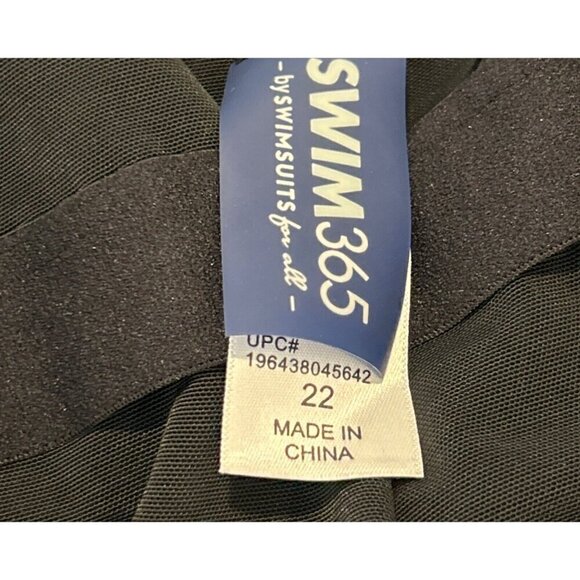 SWIM365
– by SWIMSUITS for all –
UPC#
196438045642
22
MADE IN
CHINA